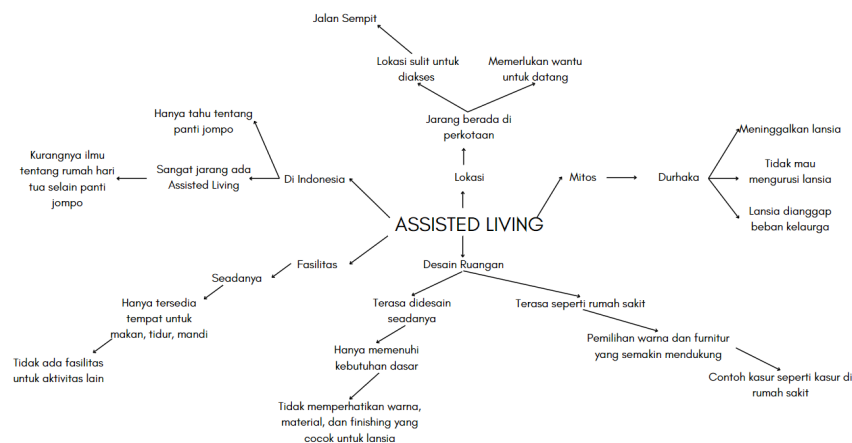 Jalan Sempit
Lokasi sulit untuk
diakses
Memerlukan wantu
untuk datang
Jarang berada di
perkotaan
Lokasi
Hanya tahu tentang
panti jompo
Kurangnya ilmu
tentang rumah hari
tua selain panti
jompo
Sangat jarang ada
Assisted Living
Di Indonesia
Mitos
Durhaka
Meninggalkan lansia
Tidak mau
mengurusi lansia
Lansia dianggap
beban kelaurga
ASSISTED LIVING
Fasilitas
Seadanya
Hanya tersedia
tempat untuk
makan, tidur, mandi
Tidak ada fasilitas
untuk aktivitas lain
Desain Ruangan
Terasa didesain
seadanya
Hanya memenuhi
kebutuhan dasar
Tidak memperhatikan warna,
material, dan finishing yang
cocok untuk lansia
Terasa seperti rumah sakit
Pemilihan warna dan furnitur
yang semakin mendukung
Contoh kasur seperti kasur di
rumah sakit